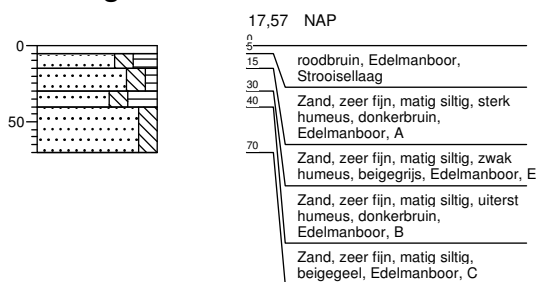 17,57 NAP
0
0
5
roodbruin, Edelmanboor,
Strooisellaag
15
Zand, zeer fijn, matig siltig, sterk
humeus, donkerbruin,
Edelmanboor, A
30
40
Zand, zeer fijn, matig siltig, zwak
humeus, beigegrijs, Edelmanboor, E
50
70
Zand, zeer fijn, matig siltig, uiterst
humeus, donkerbruin,
Edelmanboor, B
Zand, zeer fijn, matig siltig,
beigegeel, Edelmanboor, C